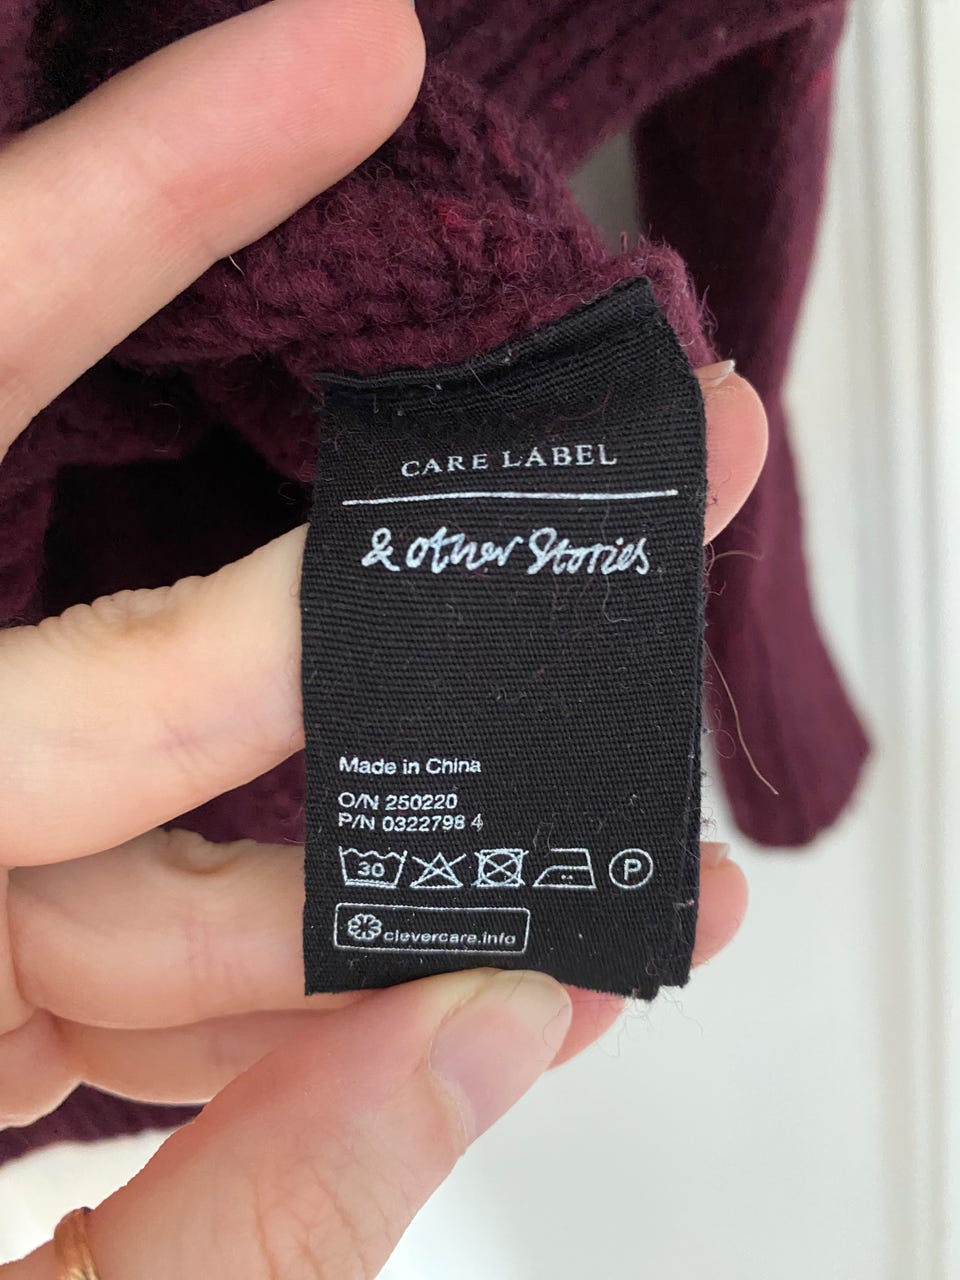 CARE LABEL
& other Stories
Made in China
O/N 250220
P/N 0322798 4
30 P
clevercare.info